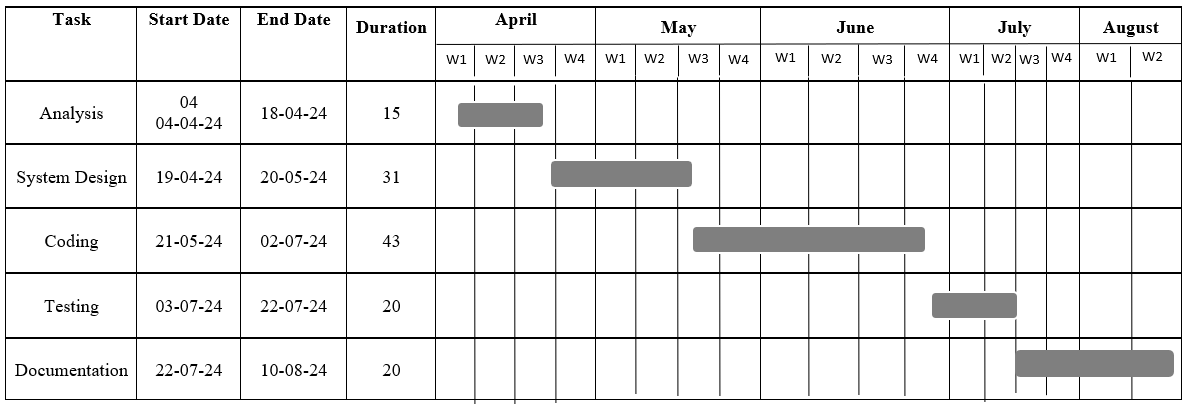 Task Start Date End Date Duration April May June July August
W1 W2 W3 W4 W1 W2 W3 W4 W1 W2 W3 W4 W1 W2 W3 W4 W1 W2
Analysis 04
04-04-24 18-04-24 15
System Design 19-04-24 20-05-24 31
Coding 21-05-24 02-07-24 43
Testing 03-07-24 22-07-24 20
Documentation 22-07-24 10-08-24 20